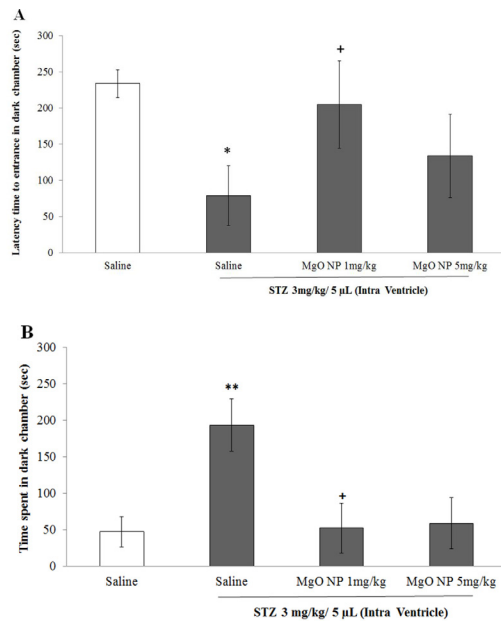 A
Latency time to entrance in dark chamber (sec)
300
250
200
150
100
50
0
*
+
Saline
Saline
MgO NP 1mg/kg
MgO NP 5mg/kg
STZ 3mg/kg/ 5 μL (Intra Ventricle)
B
Time spent in dark chamber (sec)
300
250
200
150
100
50
0
**
+
Saline
Saline
MgO NP 1mg/kg
MgO NP 5mg/kg
STZ 3 mg/kg/ 5 μL (Intra Ventricle)